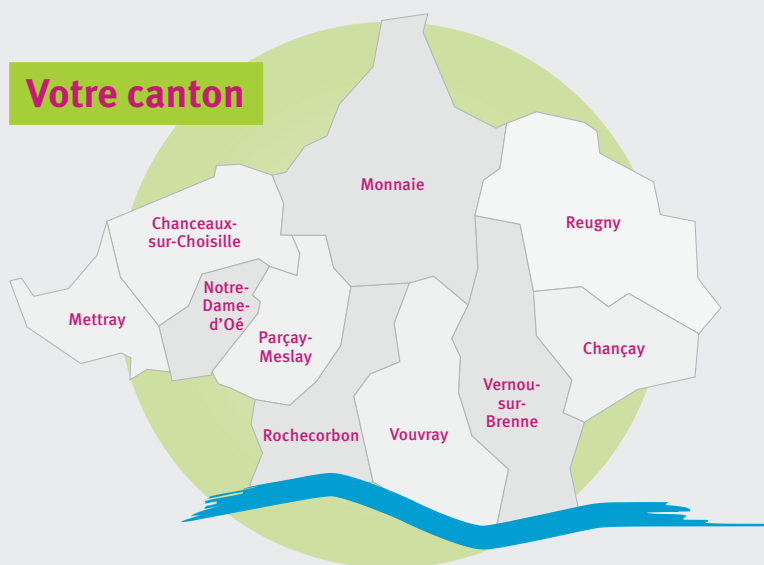 Votre canton
Monnaie
Reugny
Chanceaux-
sur-Choisille
Mettray
Notre-
Dame-
d'Oé
Parçay-
Meslay
Chançay
Vernou-
sur-
Brenne
Rochecorbon
Vouvray